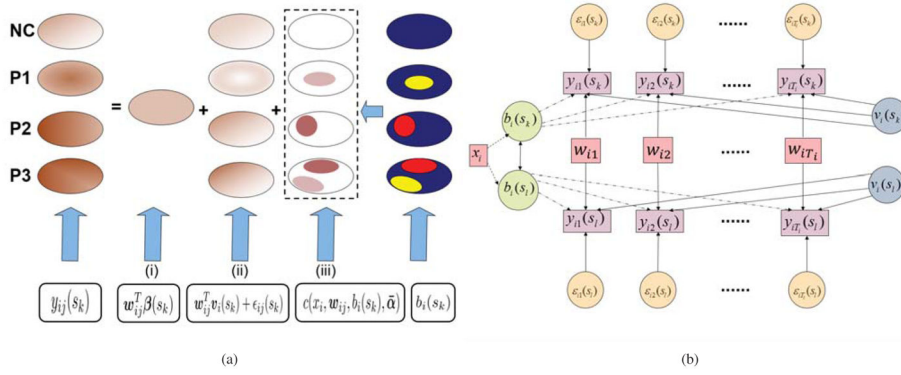 NC
P1
P2
P3
=
+
+
(i)
(ii)
(iii)
y_{ij}(s_k)
w_{ij}^T β(s_k)
w_{ij}^T v_i(s_k) + ϵ_{ij}(s_k)
c(x_i, w_{ij}, b_i(s_k), α̃)
b_i(s_k)
(a)
ε_{i1}(s_k) ε_{i2}(s_k) ...... ε_{iT_i}(s_k)
y_{i1}(s_k) y_{i2}(s_k) ...... y_{iT_i}(s_k)
b_i(s_k) v_i(s_k)
x_i w_{i1} w_{i2} ...... w_{iT_i}
b_i(s_l) v_i(s_l)
y_{i1}(s_l) y_{i2}(s_l) ...... y_{iT_i}(s_l)
ε_{i1}(s_l) ε_{i2}(s_l) ...... ε_{iT_i}(s_l)
(b)